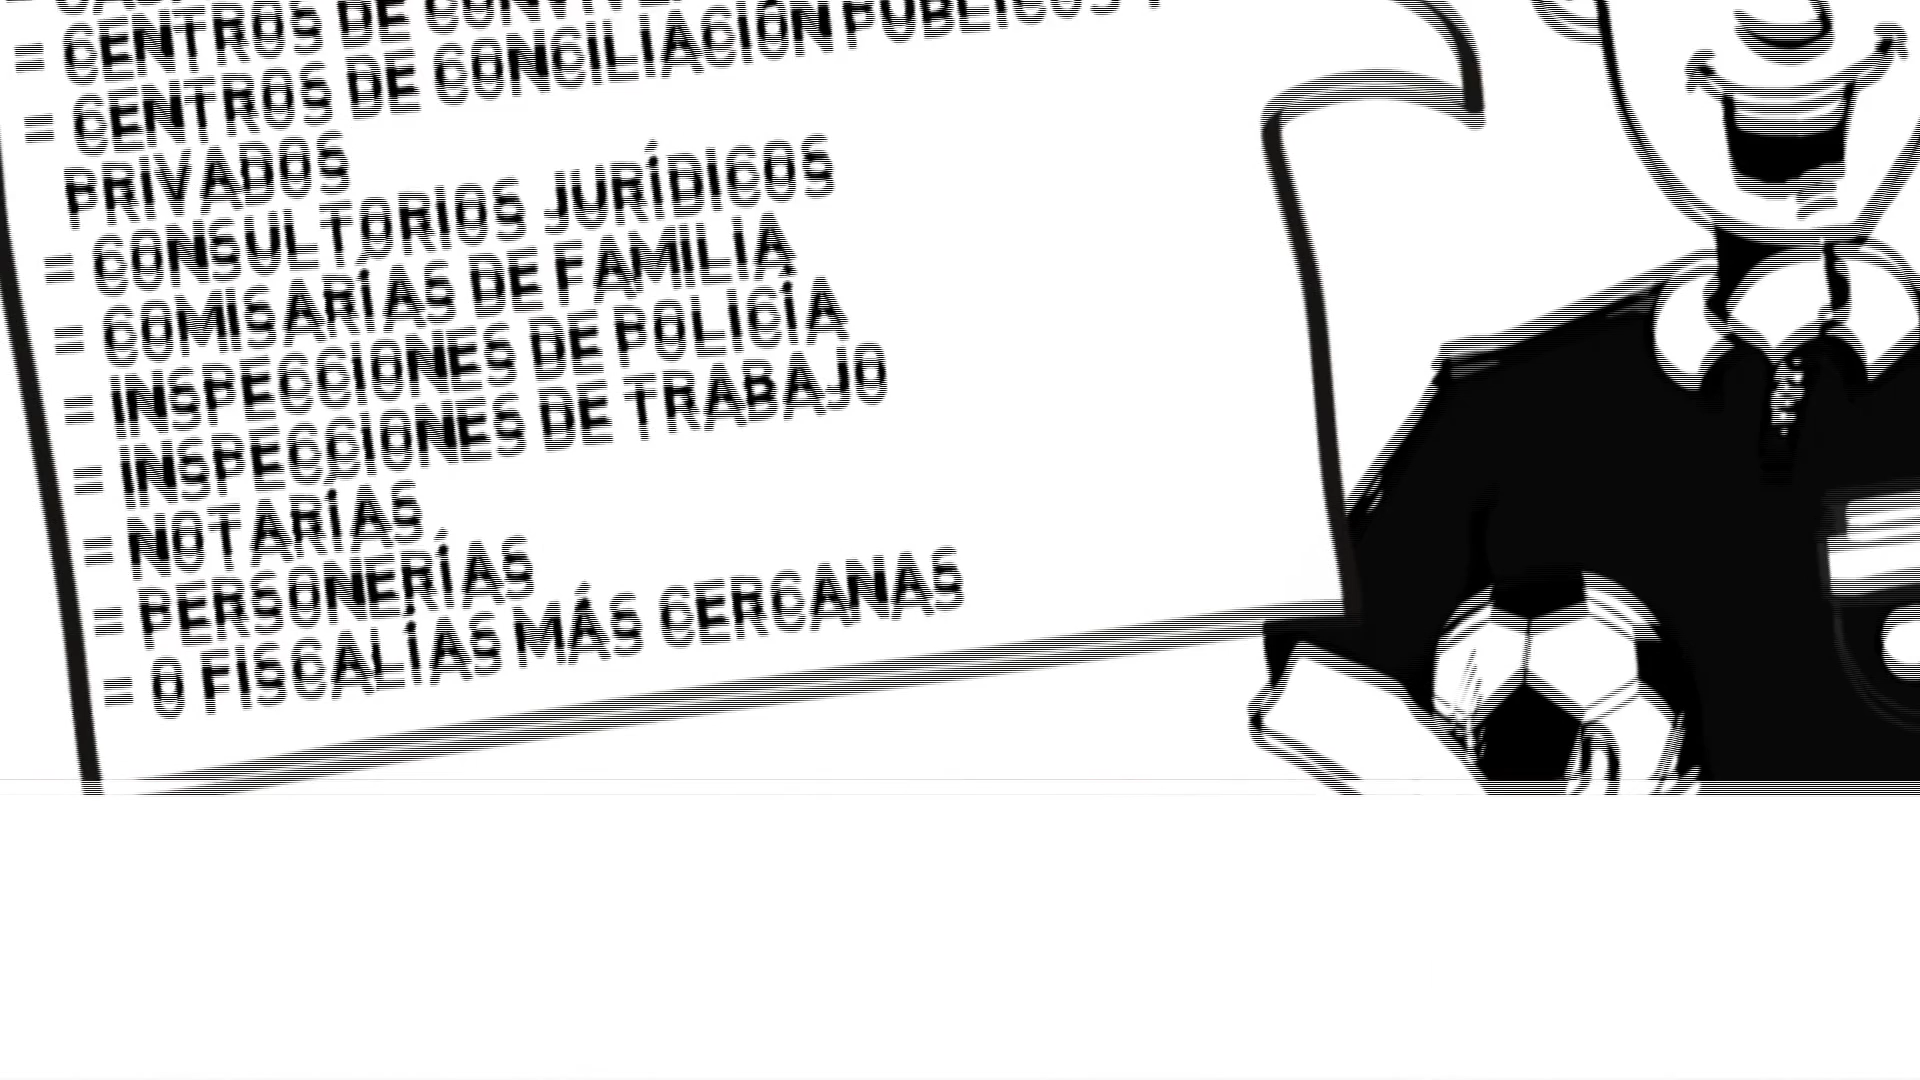 = CENTROS DE
= CENTROS DE CONCILIACIÓN PÚBLICOS Y
PRIVADOS
= CONSULTORIOS JURÍDICOS
= COMISARÍAS DE FAMILIA
= INSPECCIONES DE POLICÍA
= INSPECCIONES DE TRABAJO
= NOTARÍAS
= PERSONERÍAS
= O FISCALÍAS MÁS CERCANAS